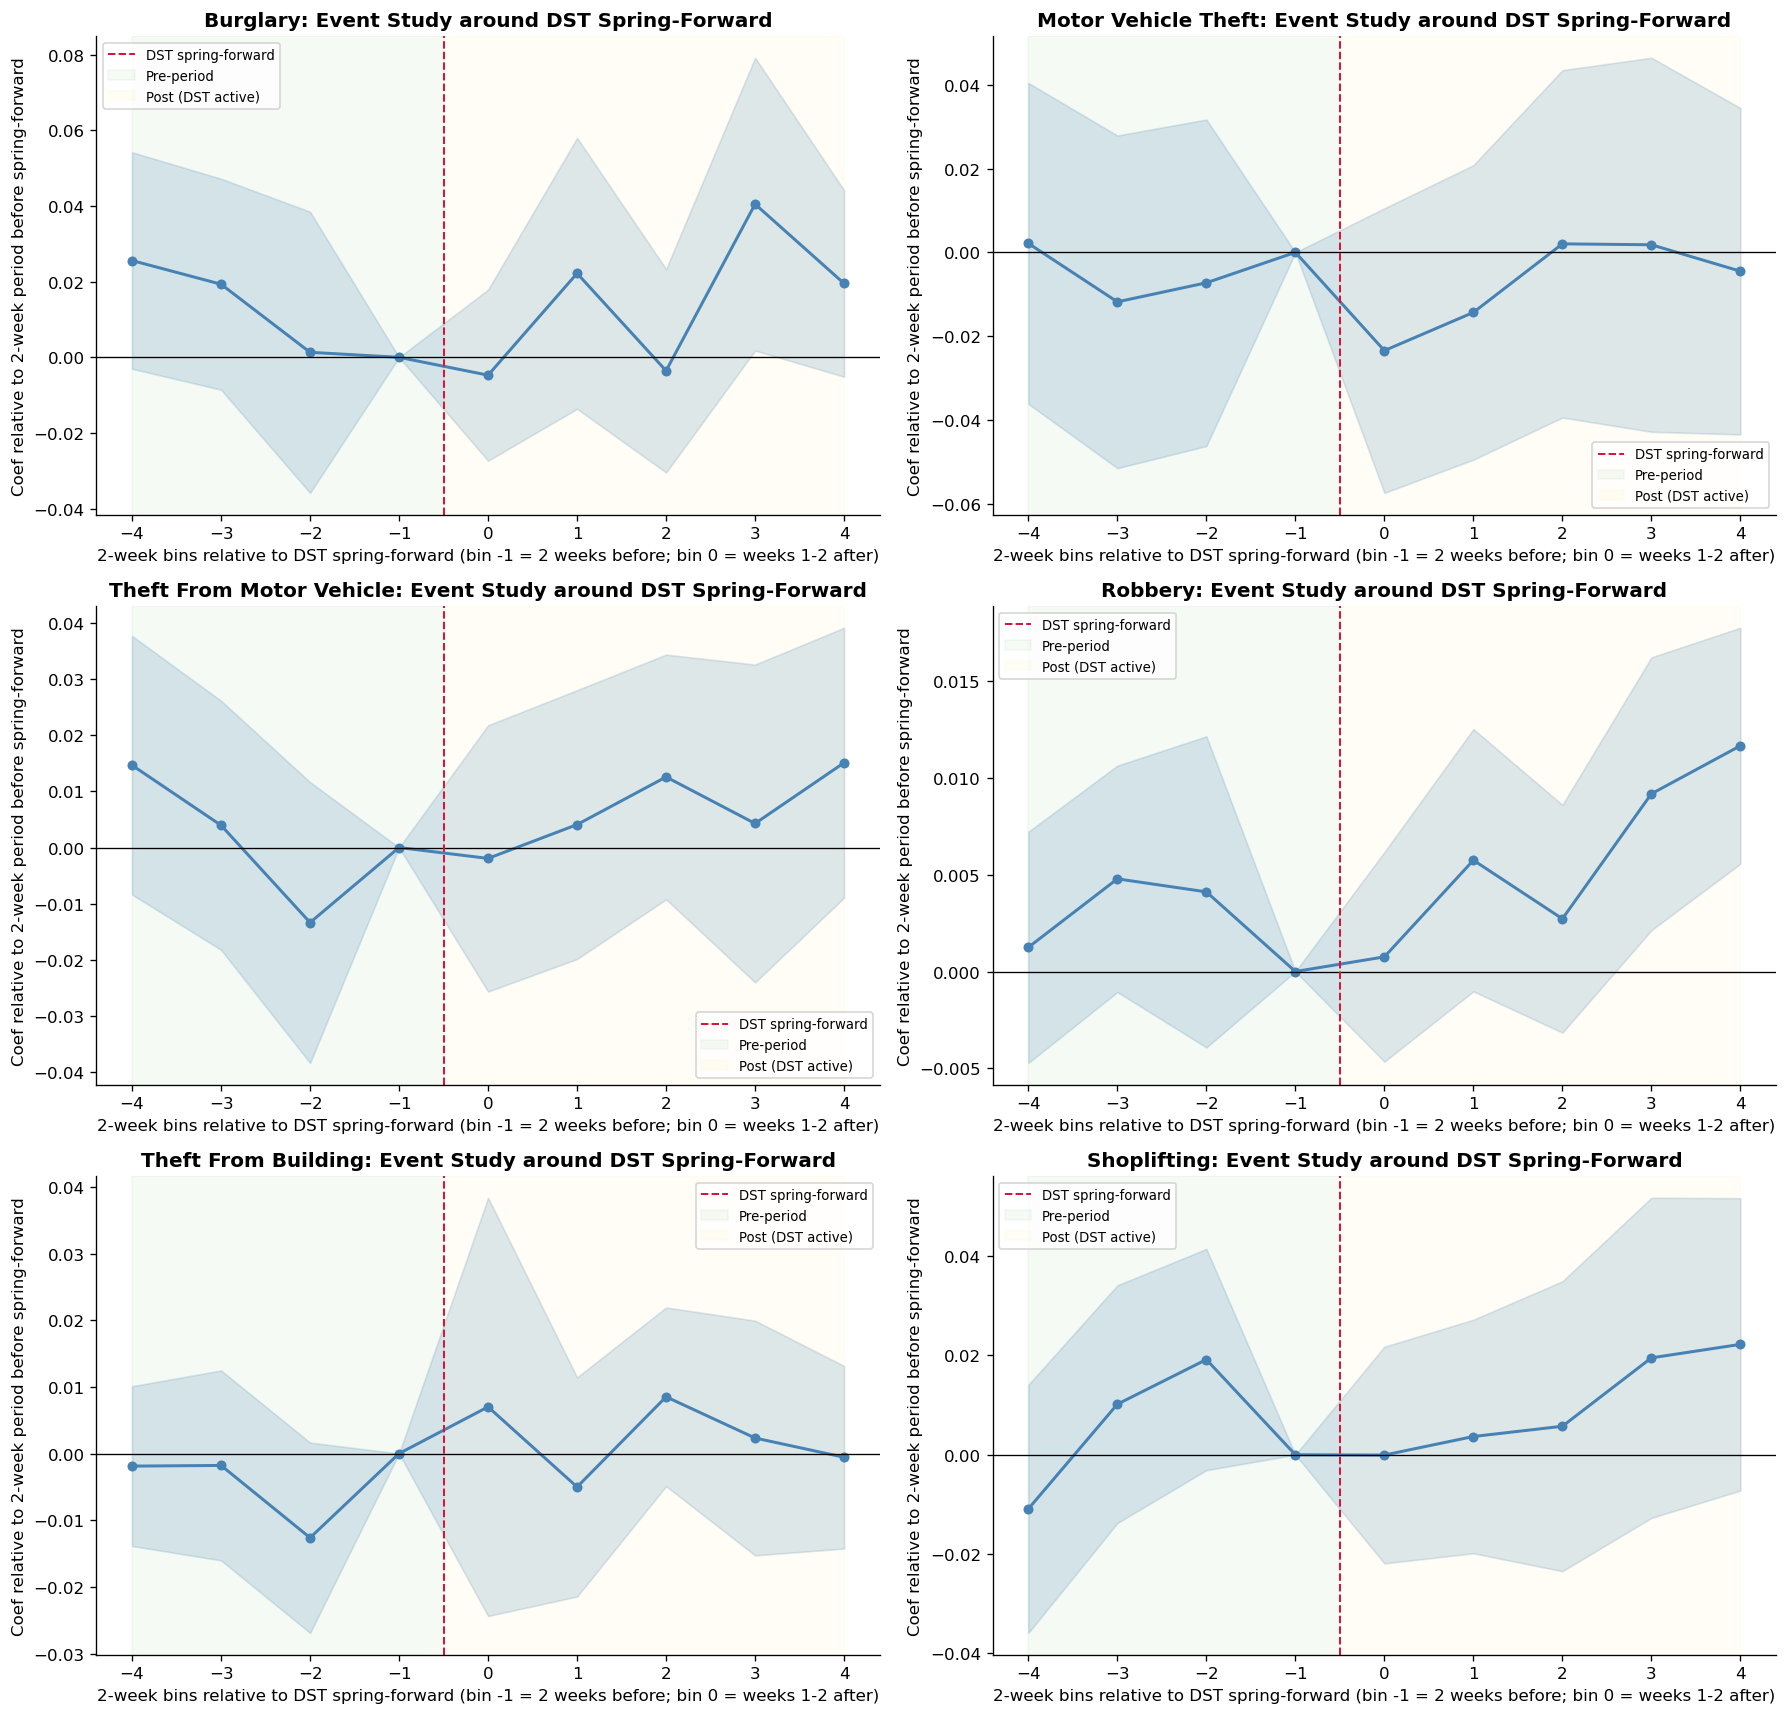 Burglary: Event Study around DST Spring-Forward
Coef relative to 2-week period before spring-forward
0.08
0.06
0.04
0.02
0.00
−0.02
−0.04
DST spring-forward
Pre-period
Post (DST active)
−4 −3 −2 −1 0 1 2 3 4
2-week bins relative to DST spring-forward (bin -1 = 2 weeks before; bin 0 = weeks 1-2 after)
Motor Vehicle Theft: Event Study around DST Spring-Forward
Coef relative to 2-week period before spring-forward
0.04
0.02
0.00
−0.02
−0.04
−0.06
DST spring-forward
Pre-period
Post (DST active)
−4 −3 −2 −1 0 1 2 3 4
2-week bins relative to DST spring-forward (bin -1 = 2 weeks before; bin 0 = weeks 1-2 after)
Theft From Motor Vehicle: Event Study around DST Spring-Forward
Coef relative to 2-week period before spring-forward
0.04
0.03
0.02
0.01
0.00
−0.01
−0.02
−0.03
−0.04
DST spring-forward
Pre-period
Post (DST active)
−4 −3 −2 −1 0 1 2 3 4
2-week bins relative to DST spring-forward (bin -1 = 2 weeks before; bin 0 = weeks 1-2 after)
Robbery: Event Study around DST Spring-Forward
Coef relative to 2-week period before spring-forward
0.015
0.010
0.005
0.000
−0.005
DST spring-forward
Pre-period
Post (DST active)
−4 −3 −2 −1 0 1 2 3 4
2-week bins relative to DST spring-forward (bin -1 = 2 weeks before; bin 0 = weeks 1-2 after)
Theft From Building: Event Study around DST Spring-Forward
Coef relative to 2-week period before spring-forward
0.04
0.03
0.02
0.01
0.00
−0.01
−0.02
−0.03
DST spring-forward
Pre-period
Post (DST active)
−4 −3 −2 −1 0 1 2 3 4
2-week bins relative to DST spring-forward (bin -1 = 2 weeks before; bin 0 = weeks 1-2 after)
Shoplifting: Event Study around DST Spring-Forward
Coef relative to 2-week period before spring-forward
0.04
0.02
0.00
−0.02
−0.04
DST spring-forward
Pre-period
Post (DST active)
−4 −3 −2 −1 0 1 2 3 4
2-week bins relative to DST spring-forward (bin -1 = 2 weeks before; bin 0 = weeks 1-2 after)